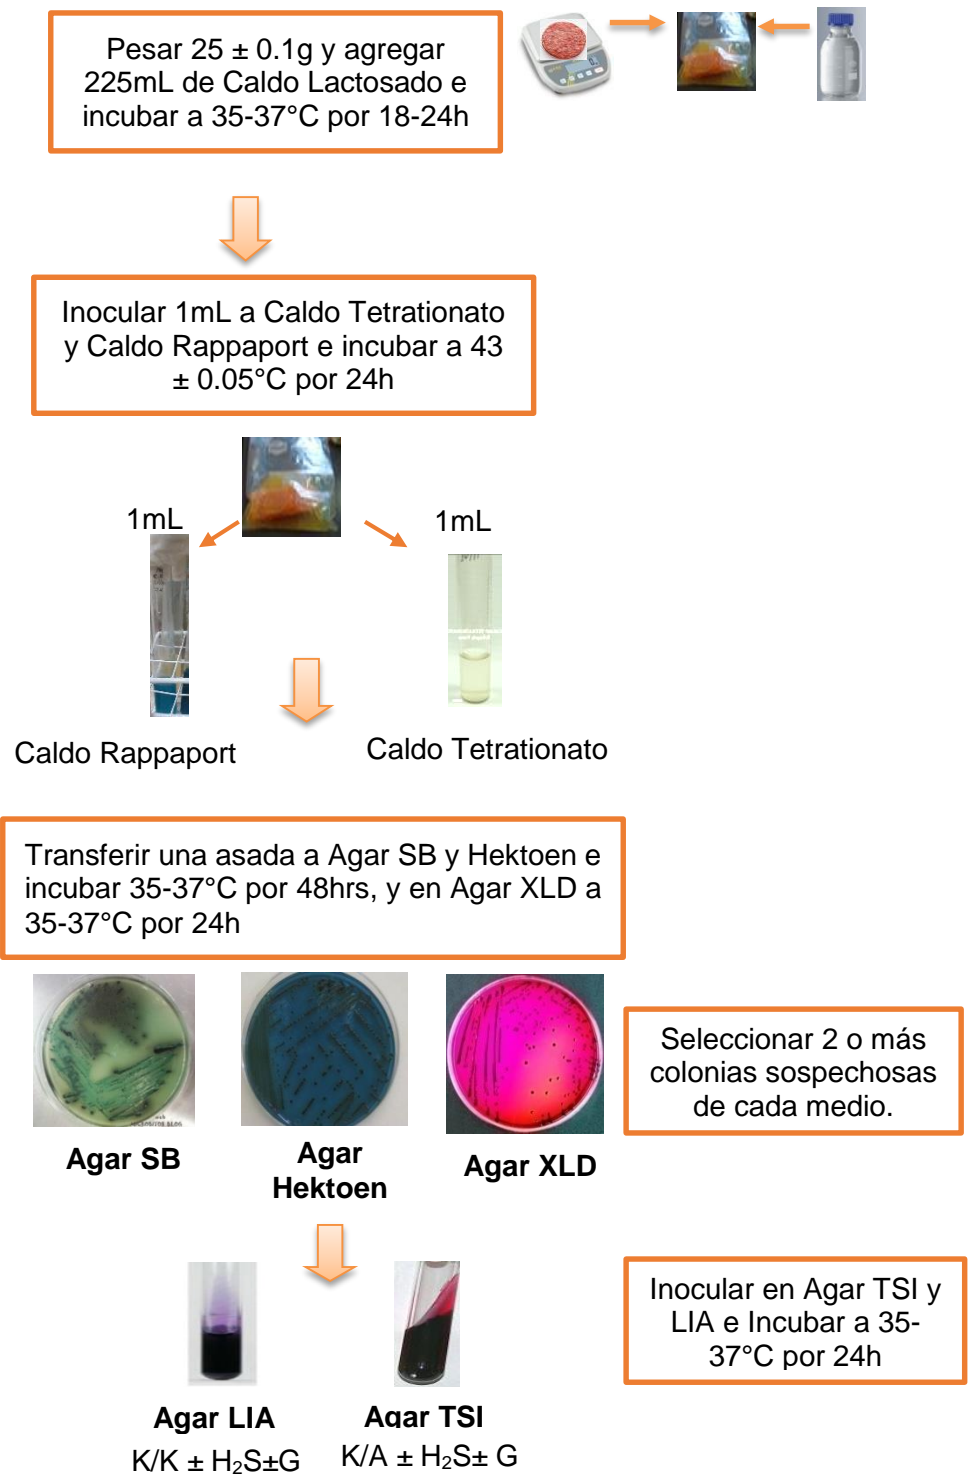 Pesar 25 ± 0.1g y agregar
225mL de Caldo Lactosado e
incubar a 35-37°C por 18-24h
Inocular 1mL a Caldo Tetrationato
y Caldo Rappaport e incubar a 43
± 0.05°C por 24h
1mL
1mL
Caldo Rappaport
Caldo Tetrationato
Transferir una asada a Agar SB y Hektoen e
incubar 35-37°C por 48hrs, y en Agar XLD a
35-37°C por 24h
Seleccionar 2 o más
colonias sospechosas
de cada medio.
Agar SB
Agar
Hektoen
Agar XLD
Inocular en Agar TSI y
LIA e Incubar a 35-
37°C por 24h
Agar LIA
K/K ± H₂S±G
Agar TSI
K/A ± H₂S± G